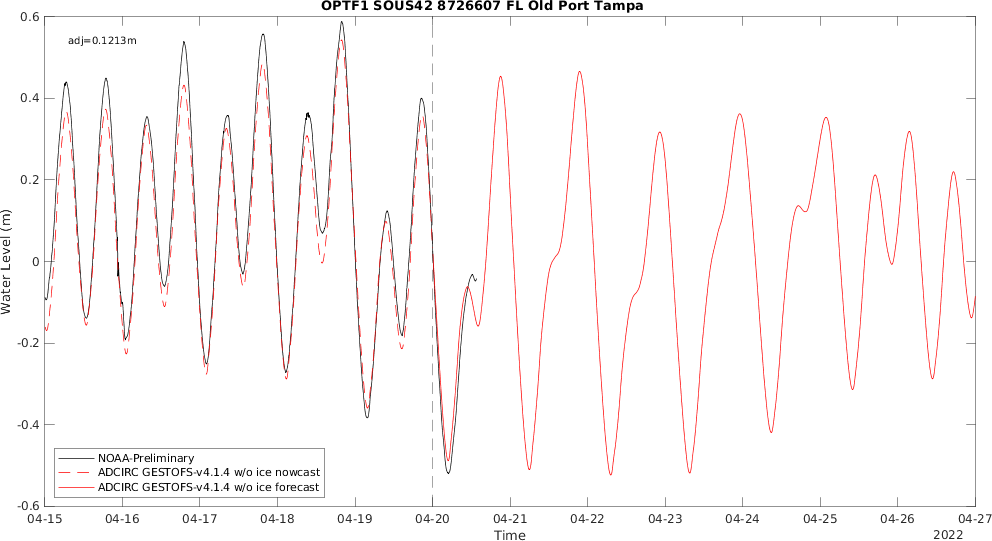 OPTF1 SOUS42 8726607 FL Old Port Tampa
adj=0.1213m
0.6
0.4
0.2
0
-0.2
-0.4
-0.6
Water Level (m)
NOAA-Preliminary
ADCIRC GESTOFS-v4.1.4 w/o ice nowcast
ADCIRC GESTOFS-v4.1.4 w/o ice forecast
04-15 04-16 04-17 04-18 04-19 04-20 04-21 04-22 04-23 04-24 04-25 04-26 04-27
Time
2022